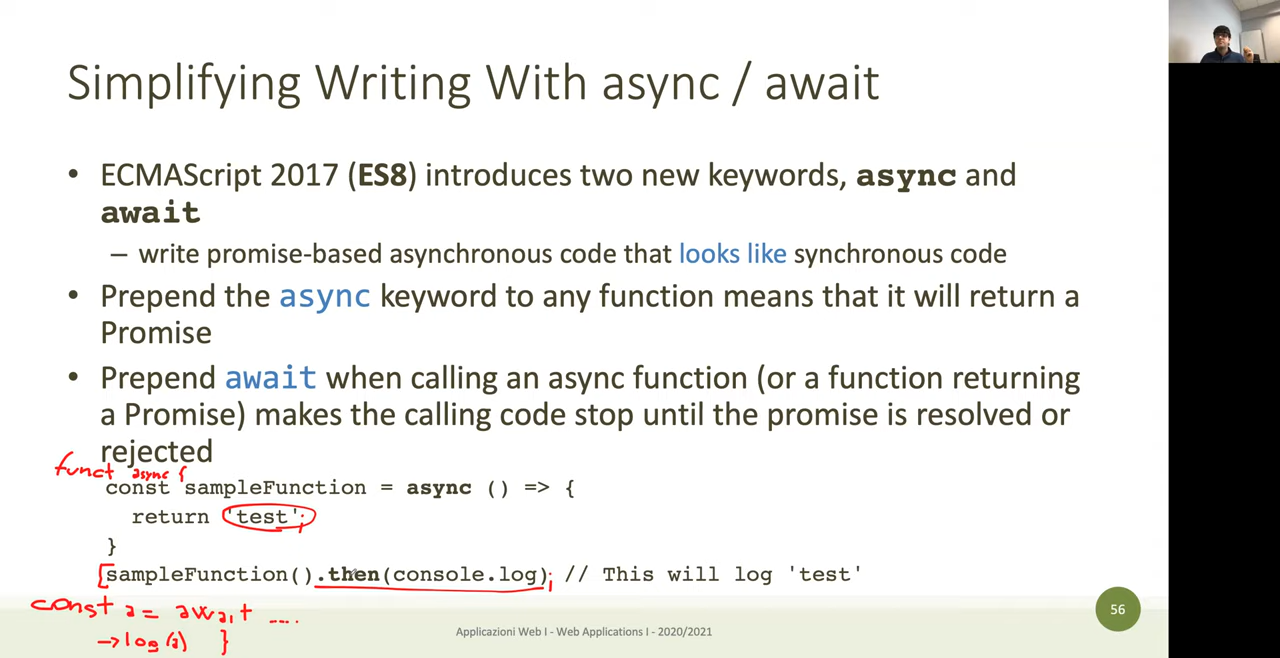 Simplifying Writing With async / await
• ECMAScript 2017 (ES8) introduces two new keywords, async and
await
– write promise-based asynchronous code that looks like synchronous code
• Prepend the async keyword to any function means that it will return a
Promise
• Prepend await when calling an async function (or a function returning
a Promise) makes the calling code stop until the promise is resolved or
rejected
funct async {
const sampleFunction = async () => {
return 'test';
}
[sampleFunction().then(console.log); // This will log 'test'
const a = await ....
→ log(a) }
56
Applicazioni Web I - Web Applications I - 2020/2021